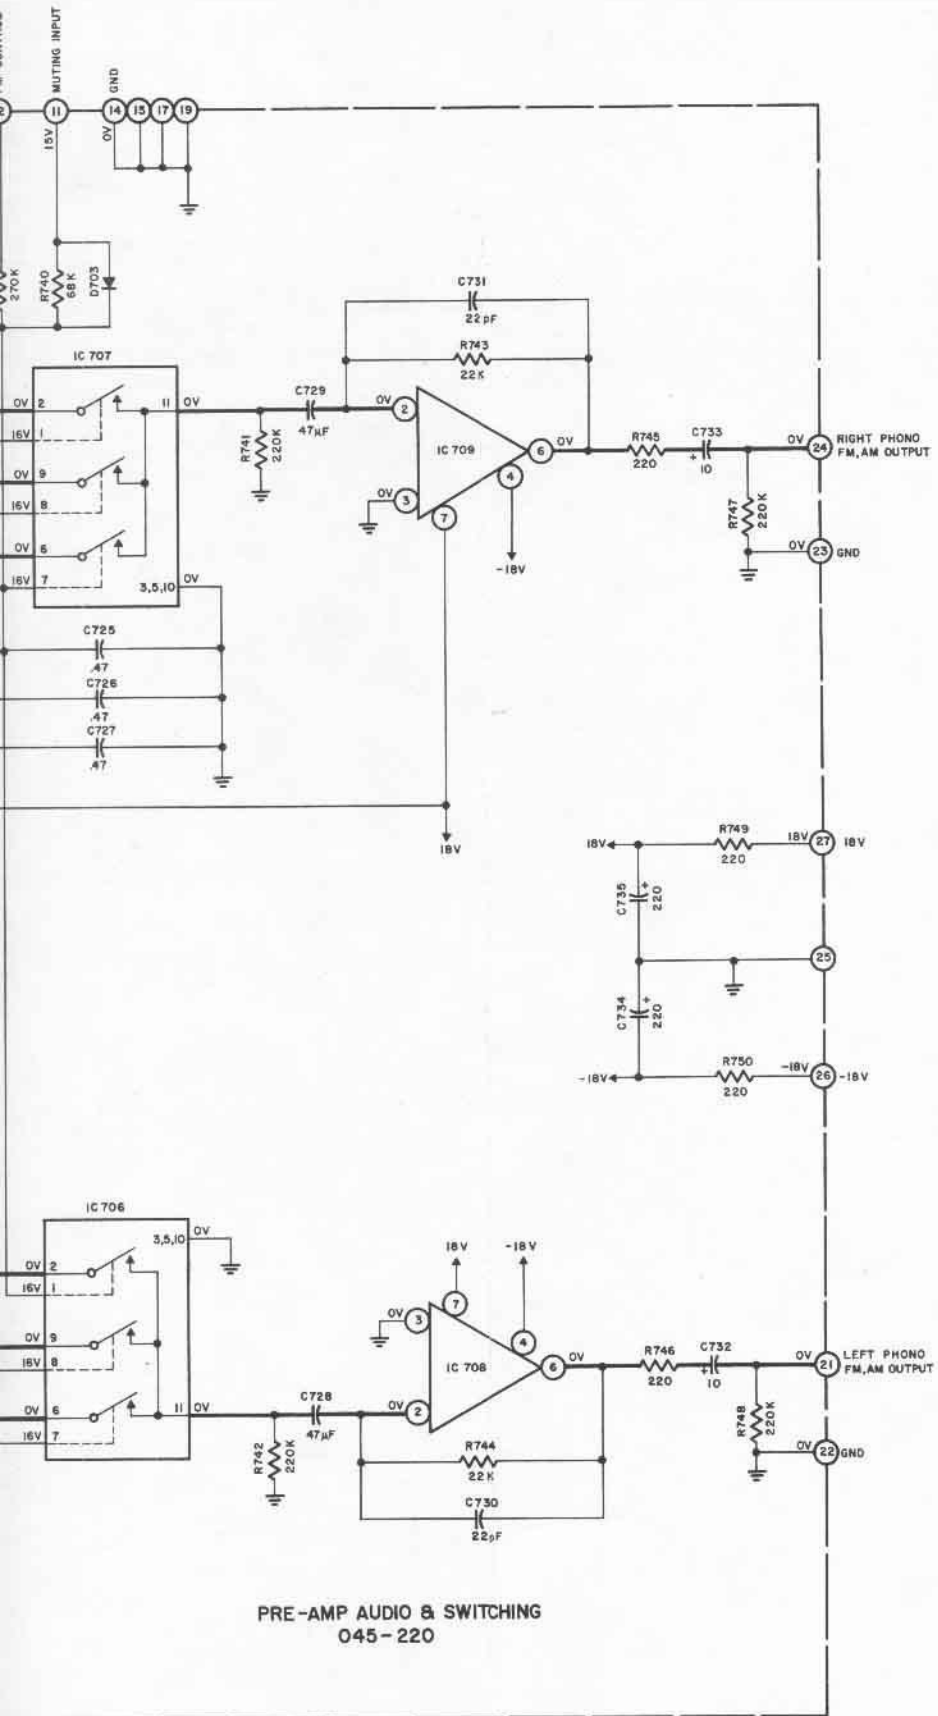 MUTING INPUT
GND
2
11
14
15
17
19
15V
0V
270K
R740
68K
D703
IC 707
0V 2
16V 1
0V 9
16V 8
0V 6
16V 7
11 0V
3,5,10 0V
R741
220K
C729
47µF
C731
22pF
R743
22K
2
IC 709
6
0V
4
0V 3
7
-18V
R745
220
C733
+
10
0V
24
RIGHT PHONO
FM,AM OUTPUT
R747
220K
0V
23
GND
C725
.47
C726
.47
C727
.47
18V
18V
R749
220
18V
27
18V
C735
+
220
25
C734
+
220
-18V
R750
220
-18V
26
-18V
IC 706
3,5,10 0V
0V 2
16V 1
0V 9
16V 8
0V 6
16V 7
11 0V
R742
220K
C728
47µF
18V
-18V
7
0V 3
4
IC 708
6
0V
2
R744
22K
C730
22pF
R746
220
C732
+
10
0V
21
LEFT PHONO
FM,AM OUTPUT
R748
220K
0V
22
GND
PRE-AMP AUDIO & SWITCHING
045-220